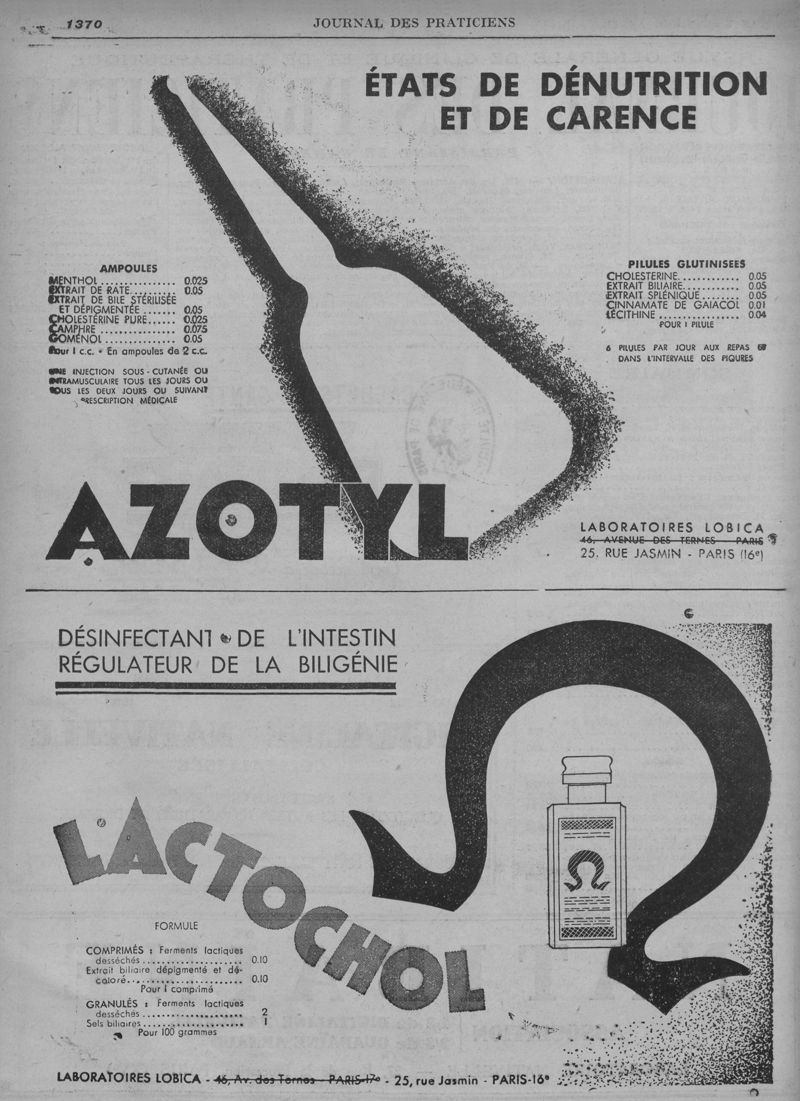 1370
JOURNAL DES PRATICIENS
ÉTATS DE DÉNUTRITION
ET DE CARENCE
AMPOULES
MENTHOL ............... 0.025
EXTRAIT DE RATE.......... 0.05
EXTRAIT DE BILE STÉRILISÉE
ET DÉPIGMENTÉE ....... 0.05
CHOLESTÉRINE PURE...... 0.025
CAMPHRE ................ 0.075
GOMÉNOL ............... 0.05
Pour 1 c.c. - En ampoules de 2 c.c.
UNE INJECTION SOUS-CUTANÉE OU
INTRAMUSCULAIRE TOUS LES JOURS OU
TOUS LES DEUX JOURS OU SUIVANT
PRESCRIPTION MÉDICALE
PILULES GLUTINISEES
CHOLESTERINE............. 0.05
EXTRAIT BILIAIRE............ 0.05
EXTRAIT SPLÉNIQUE........ 0.05
CINNAMATE DE GAIACOL 0.01
LÉCITHINE ................ 0.04
POUR 1 PILULE
6 PILULES PAR JOUR AUX REPAS
DANS L'INTERVALLE DES PIQURES
AZOTYL
LABORATOIRES LOBICA
46, AVENUE DES TERNES - PARIS
25, RUE JASMIN - PARIS (16e)
DÉSINFECTANT DE L'INTESTIN
RÉGULATEUR DE LA BILIGÉNIE
LACTOCHOL
FORMULE
COMPRIMÉS : Ferments lactiques
desséchés ..................... 0.10
Extrait biliaire dépigmenté et dé-
caloré........................ 0.10
Pour 1 comprimé
GRANULÉS : Ferments lactiques
desséchés .................... 2
Sels biliaires.................... 1
Pour 100 grammes
LABORATOIRES LOBICA - 46, Av. des Ternes - PARIS-17e - 25, rue Jasmin - PARIS-16e